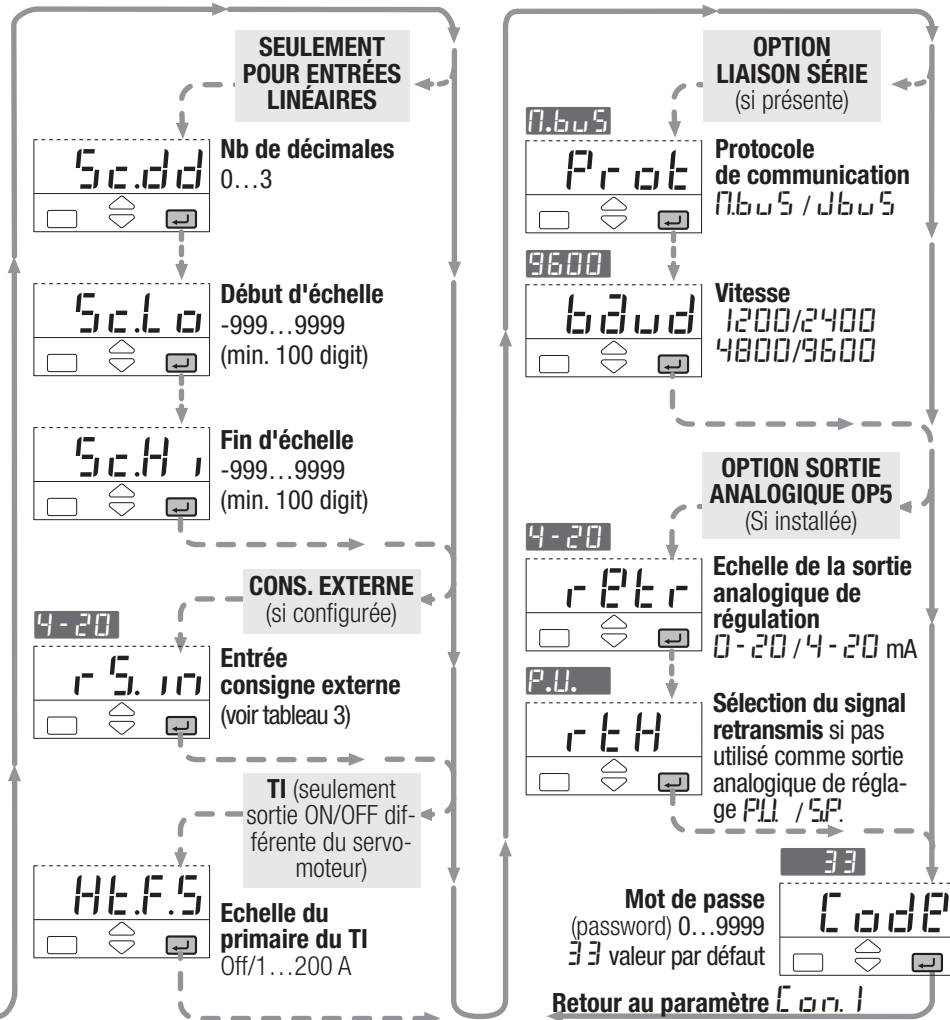 SEULEMENT
POUR ENTRÉES
LINÉAIRES
Sc.dd
Nb de décimales
0…3
Sc.Lo
Début d'échelle
-999…9999
(min. 100 digit)
Sc.Hi
Fin d'échelle
-999…9999
(min. 100 digit)
CONS. EXTERNE
(si configurée)
4-20
rS.in
Entrée
consigne externe
(voir tableau 3)
TI (seulement
sortie ON/OFF dif-
férente du servo-
moteur)
Ht.F.S
Echelle du
primaire du TI
Off/1…200 A
OPTION
LIAISON SÉRIE
(si présente)
M.buS
Prot
Protocole
de communication
M.buS / JbuS
9600
baud
Vitesse
1200/2400
4800/9600
OPTION SORTIE
ANALOGIQUE OP5
(Si installée)
4-20
rEtr
Echelle de la sortie
analogique de
régulation
0-20 / 4-20 mA
P.U.
rtH
Sélection du signal
retransmis si pas
utilisé comme sortie
analogique de régla-
ge P.U. / S.P.
33
CodE
Mot de passe
(password) 0…9999
33 valeur par défaut
Retour au paramètre Con.1